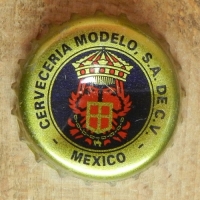 CERVECERIA MODELO, S.A. DE C.V.
- MEXICO -